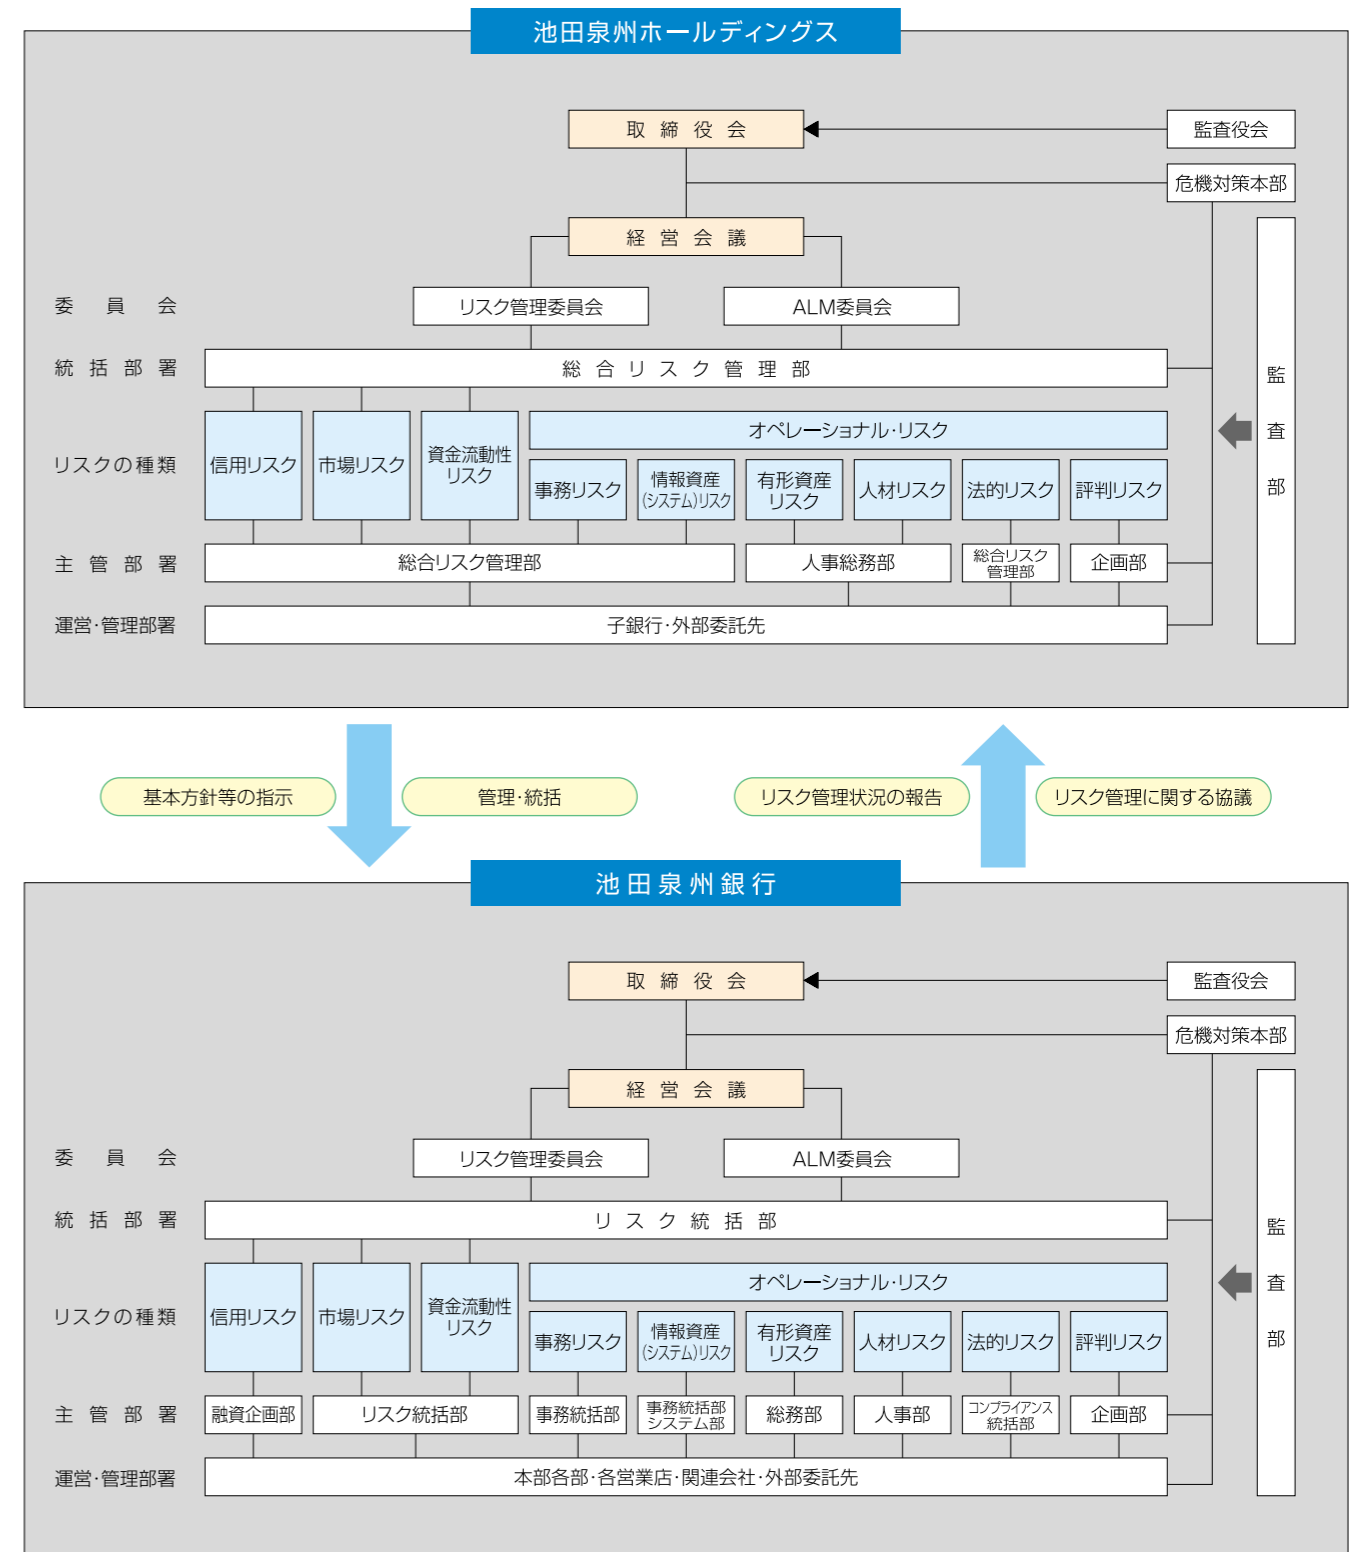 池田泉州ホールディングス
取締役会
監査役会
危機対策本部
経営会議
委員会
リスク管理委員会
ALM委員会
統括部署
総合リスク管理部
監査部
リスクの種類
信用リスク
市場リスク
資金流動性
リスク
オペレーショナル・リスク
事務リスク
情報資産
(システム)リスク
有形資産
リスク
人材リスク
法的リスク
評判リスク
主管部署
総合リスク管理部
人事総務部
総合リスク
管理部
企画部
運営・管理部署
子銀行・外部委託先
基本方針等の指示
管理・統括
リスク管理状況の報告
リスク管理に関する協議
池田泉州銀行
取締役会
監査役会
危機対策本部
経営会議
委員会
リスク管理委員会
ALM委員会
統括部署
リスク統括部
監査部
リスクの種類
信用リスク
市場リスク
資金流動性
リスク
オペレーショナル・リスク
事務リスク
情報資産
(システム)リスク
有形資産
リスク
人材リスク
法的リスク
評判リスク
主管部署
融資企画部
リスク統括部
事務統括部
事務統括部
システム部
総務部
人事部
コンプライアンス
統括部
企画部
運営・管理部署
本部各部・各営業店・関連会社・外部委託先